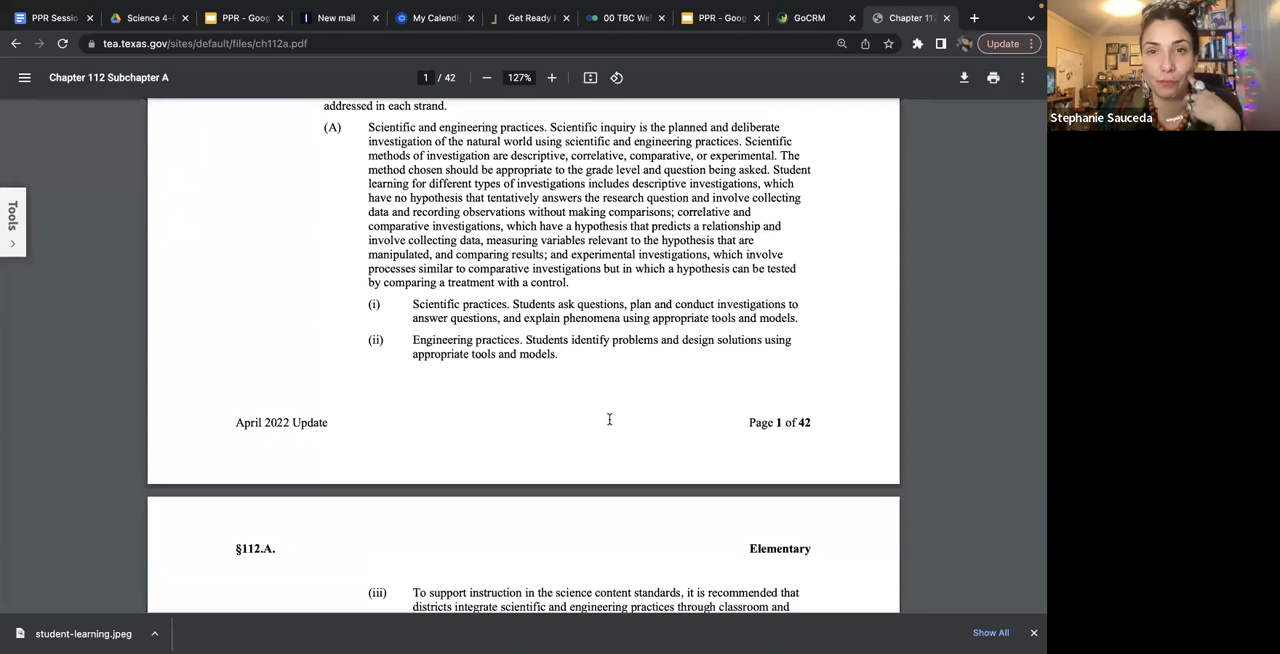 PPR Sessio
Science 4-
PPR - Goog
New mail
My Calendl
Get Ready
00 TBC We
PPR - Goog
GoCRM
Chapter 11
tea.texas.gov/sites/default/files/ch112a.pdf
Update
Chapter 112 Subchapter A
1 / 42
127%
Stephanie Sauceda
Tools
addressed in each strand.
(A) Scientific and engineering practices. Scientific inquiry is the planned and deliberate
investigation of the natural world using scientific and engineering practices. Scientific
methods of investigation are descriptive, correlative, comparative, or experimental. The
method chosen should be appropriate to the grade level and question being asked. Student
learning for different types of investigations includes descriptive investigations, which
have no hypothesis that tentatively answers the research question and involve collecting
data and recording observations without making comparisons; correlative and
comparative investigations, which have a hypothesis that predicts a relationship and
involve collecting data, measuring variables relevant to the hypothesis that are
manipulated, and comparing results; and experimental investigations, which involve
processes similar to comparative investigations but in which a hypothesis can be tested
by comparing a treatment with a control.
(i) Scientific practices. Students ask questions, plan and conduct investigations to
answer questions, and explain phenomena using appropriate tools and models.
(ii) Engineering practices. Students identify problems and design solutions using
appropriate tools and models.
April 2022 Update
Page 1 of 42
§112.A.
Elementary
(iii) To support instruction in the science content standards, it is recommended that
districts integrate scientific and engineering practices through classroom and
student-learning.jpeg
Show All